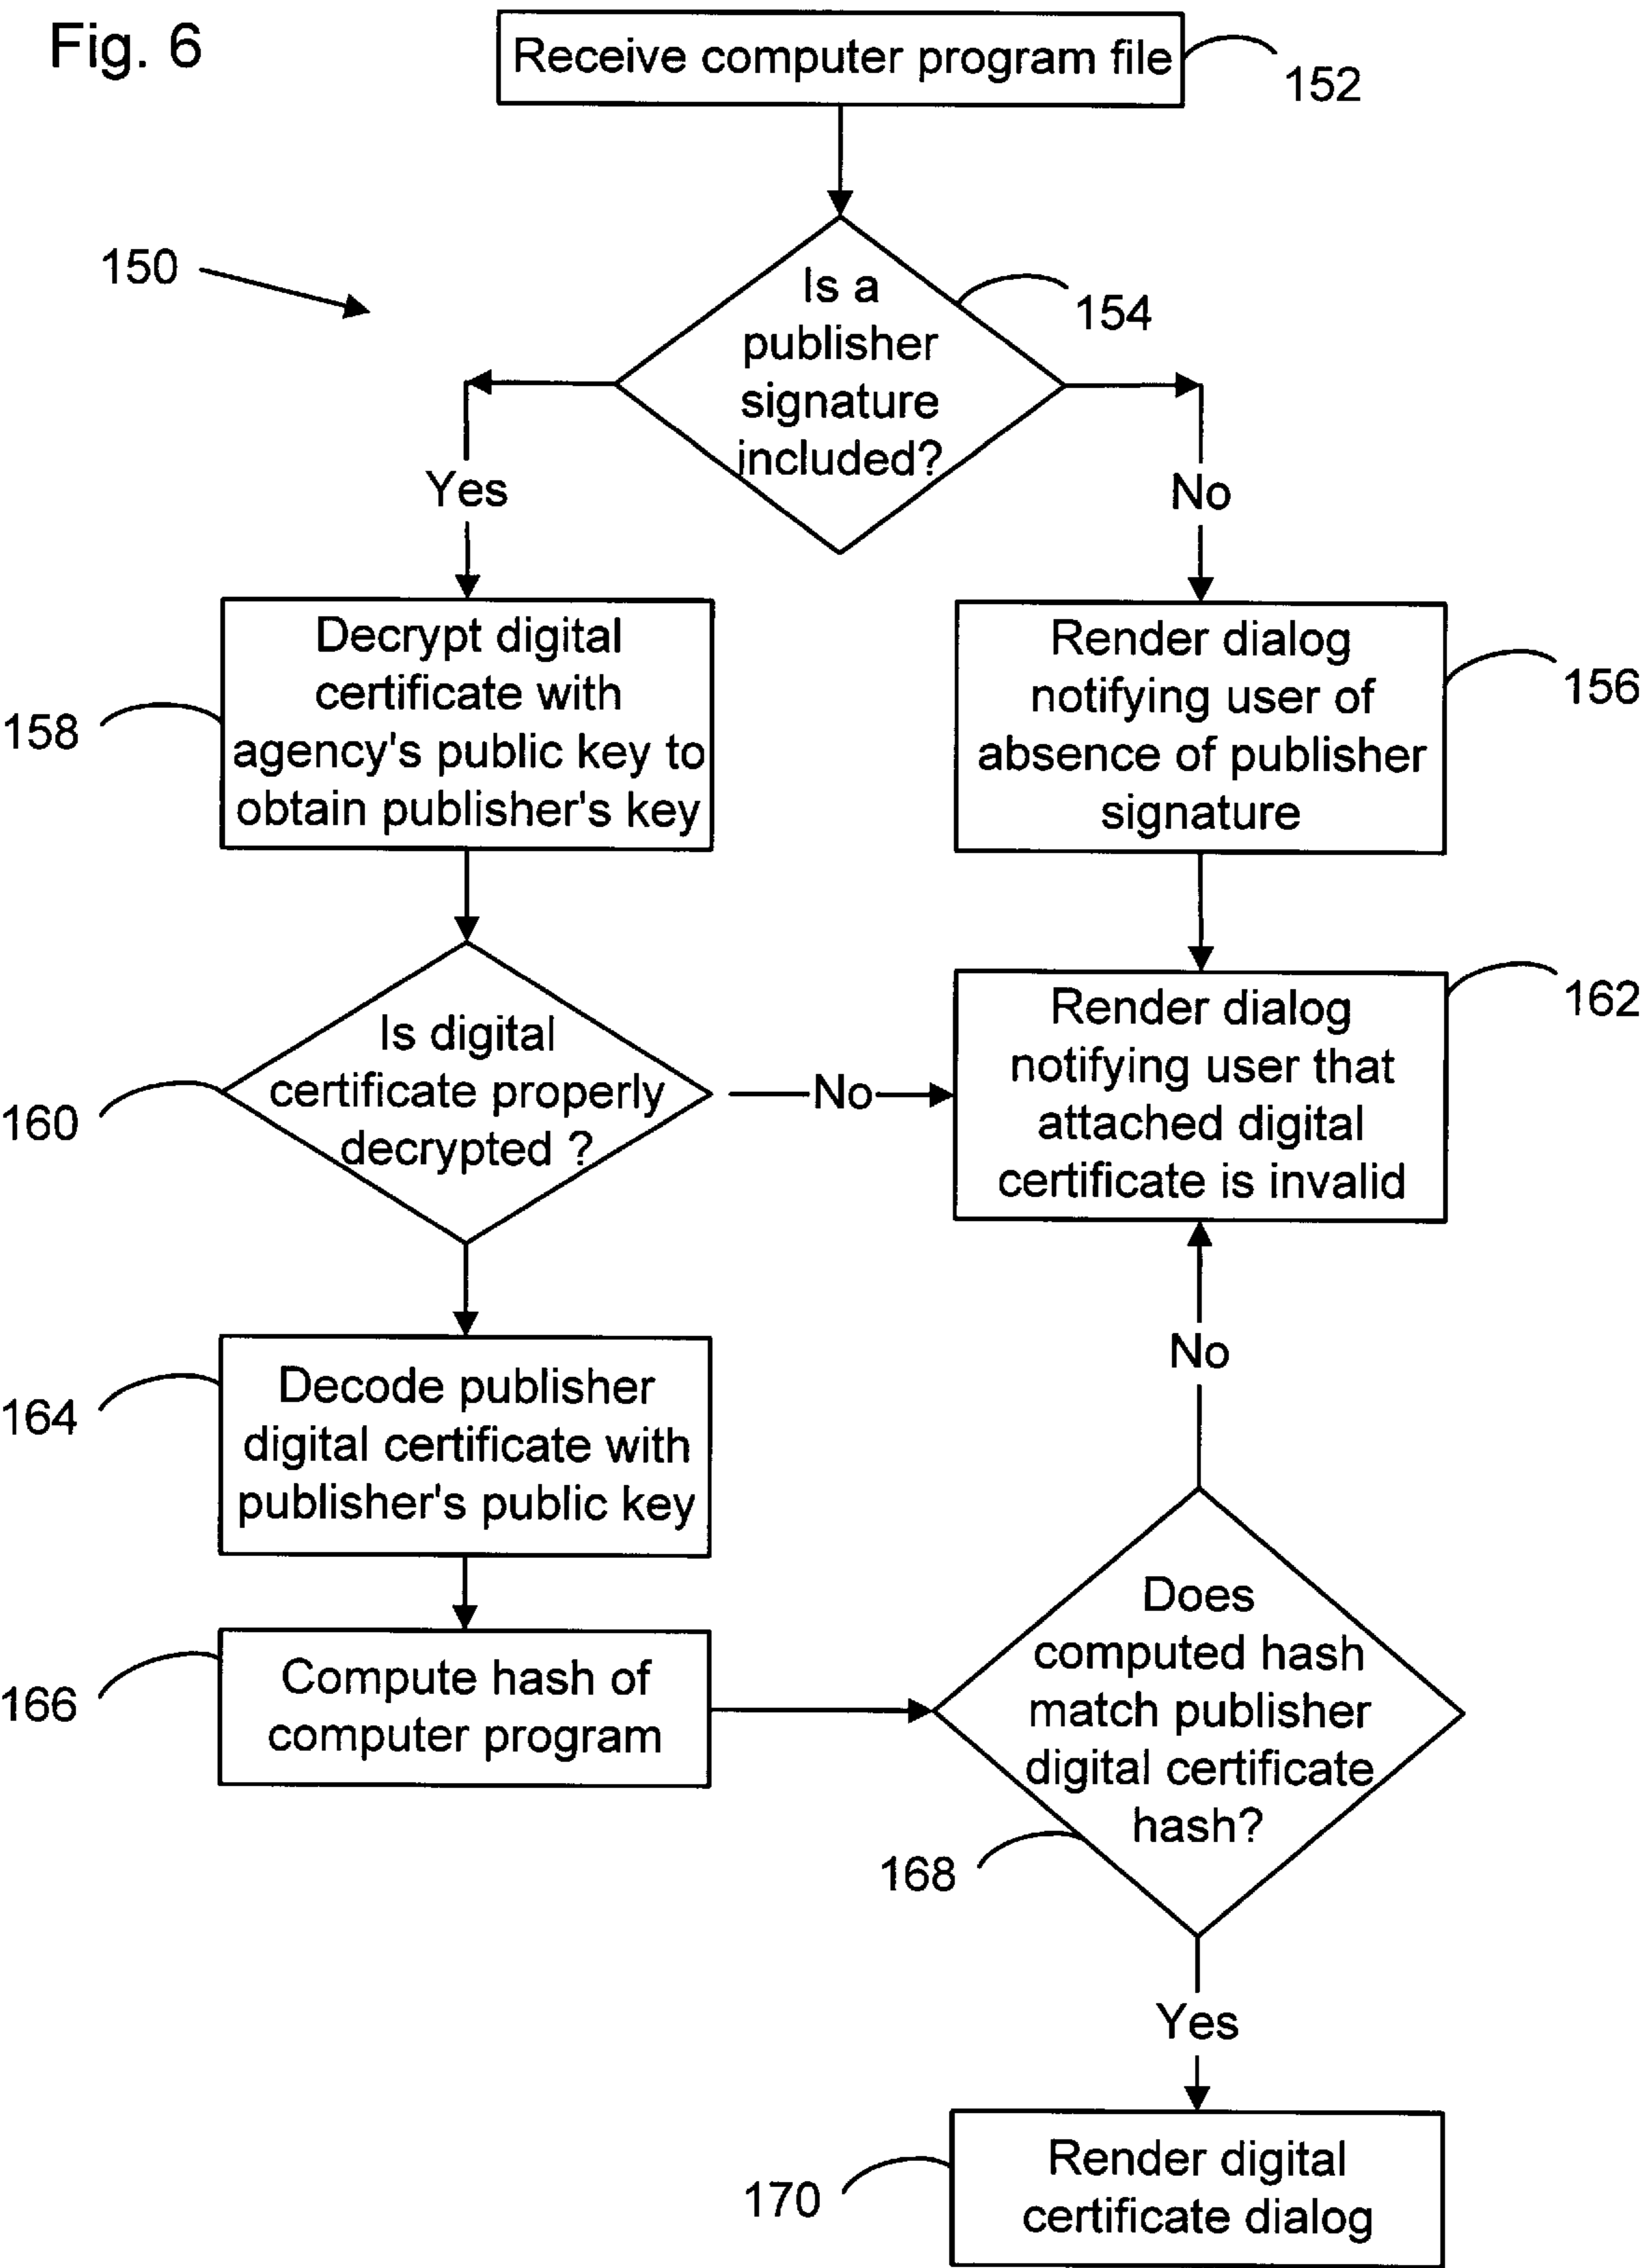 Fig. 6
Receive computer program file
152
150
Is a
publisher
signature
included?
154
Yes
No
Decrypt digital
certificate with
agency's public key to
obtain publisher's key
158
Render dialog
notifying user of
absence of publisher
signature
156
Is digital
certificate properly
decrypted ?
160
No
Render dialog
notifying user that
attached digital
certificate is invalid
162
Decode publisher
digital certificate with
publisher's public key
164
No
Compute hash of
computer program
166
Does
computed hash
match publisher
digital certificate
hash?
168
Yes
Render digital
certificate dialog
170